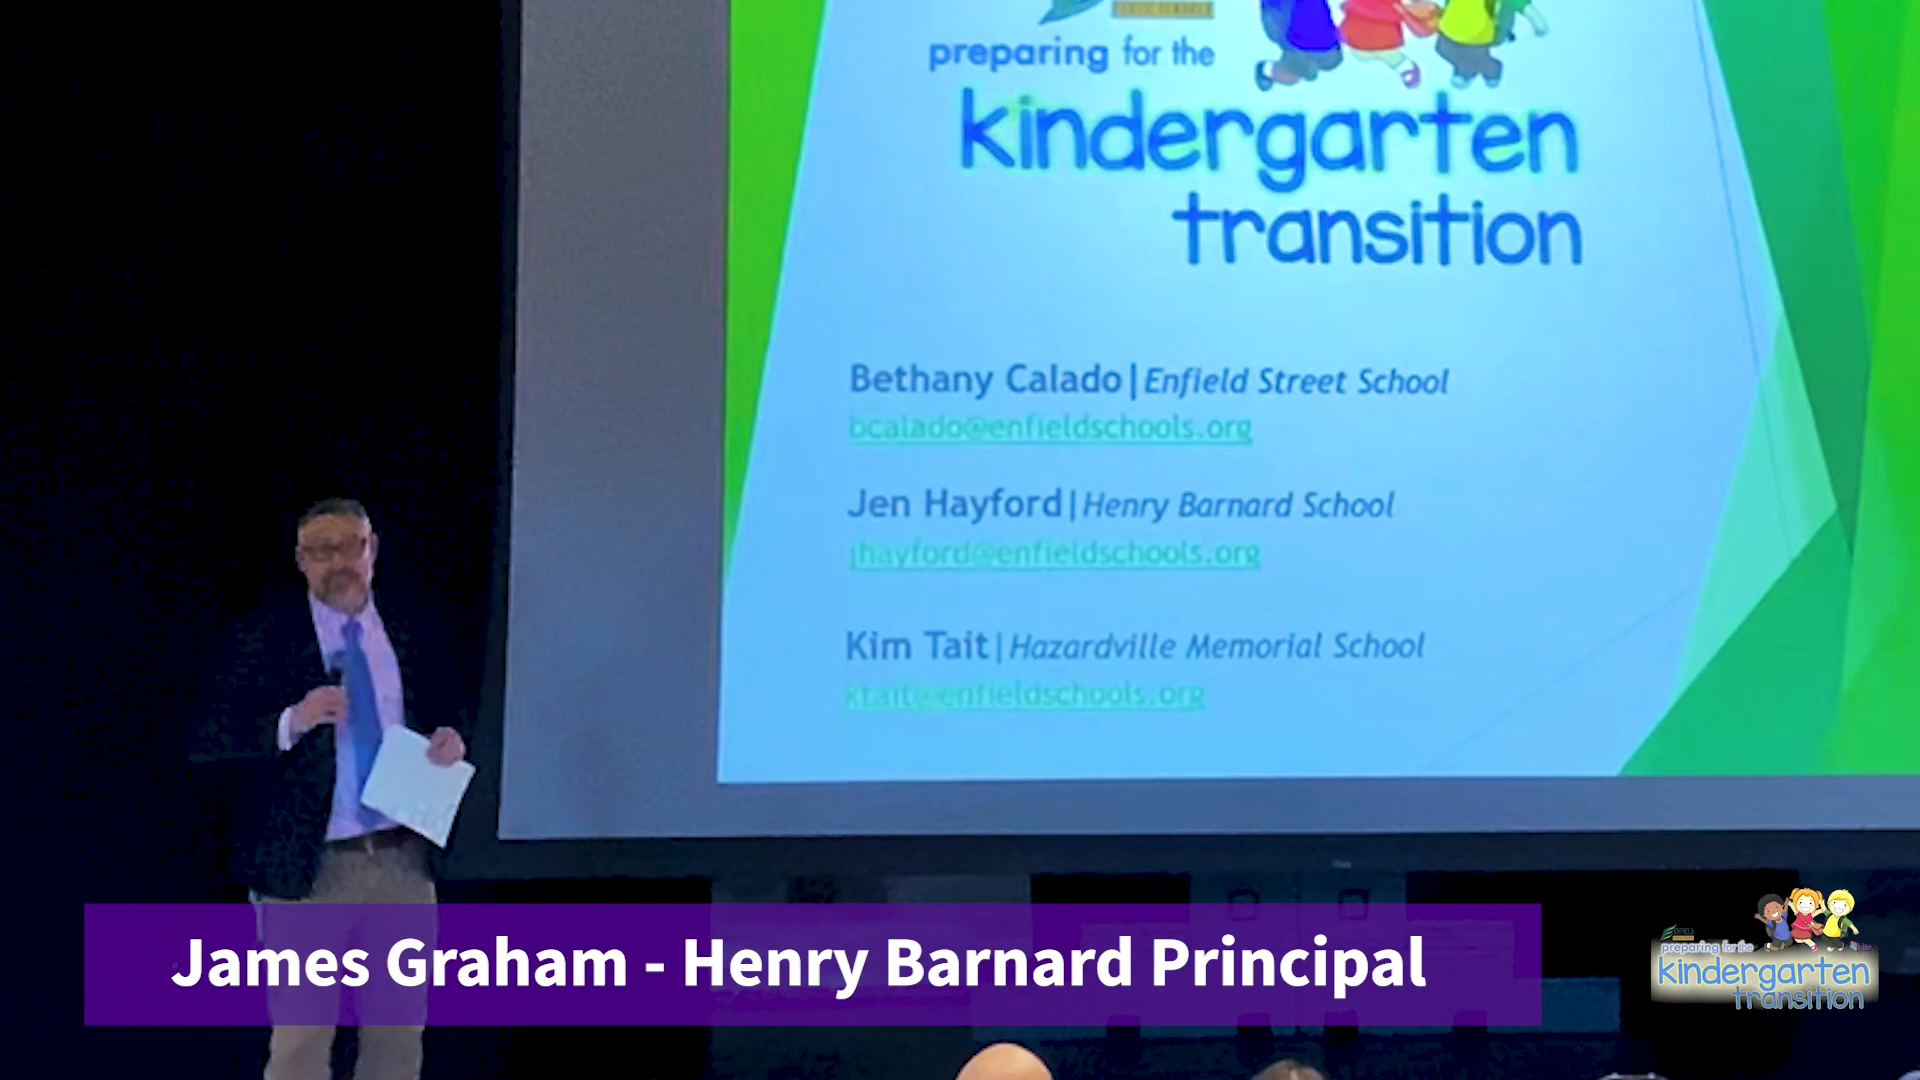 preparing for the
kindergarten
transition
Bethany Calado|Enfield Street School
bcalado@enfieldschools.org
Jen Hayford|Henry Barnard School
jhayford@enfieldschools.org
Kim Tait|Hazardville Memorial School
ktait@enfieldschools.org
James Graham - Henry Barnard Principal
preparing for the
kindergarten
transition